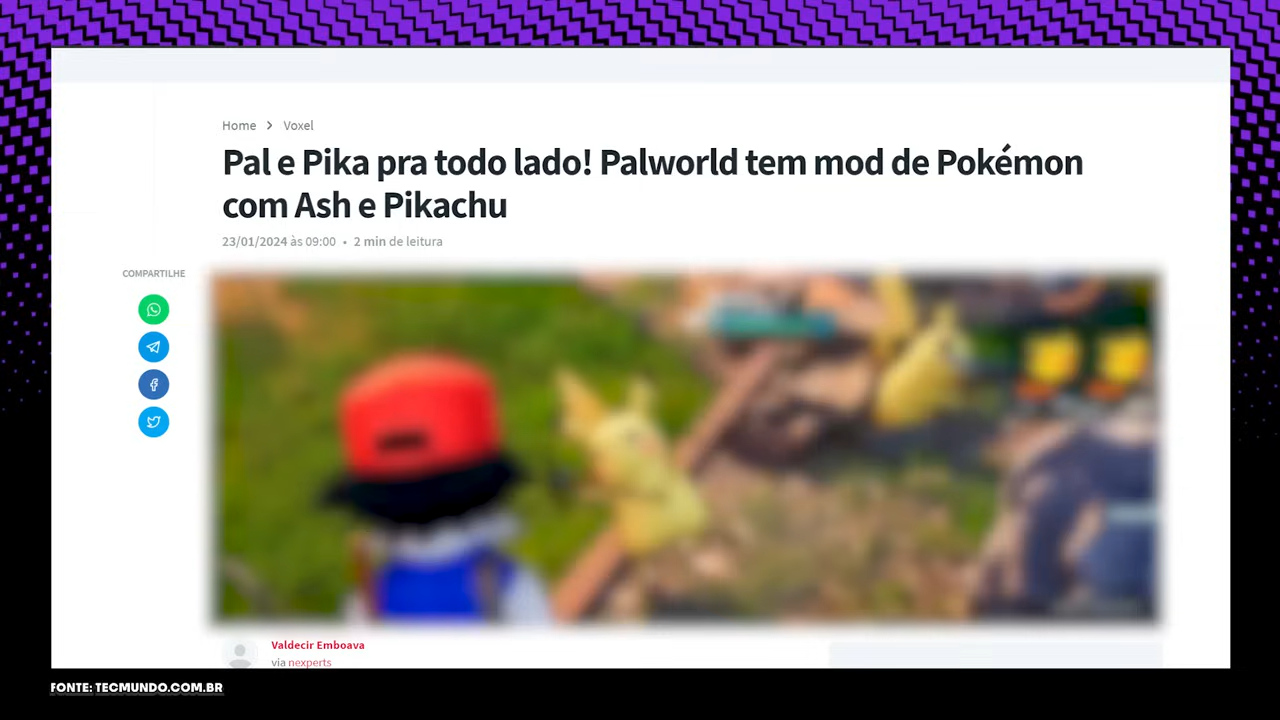 Home > Voxel
Pal e Pika pra todo lado! Palworld tem mod de Pokémon
com Ash e Pikachu
23/01/2024 às 09:00 • 2 min de leitura
COMPARTILHE
Valdecir Emboava
via nexperts
FONTE: TECMUNDO.COM.BR